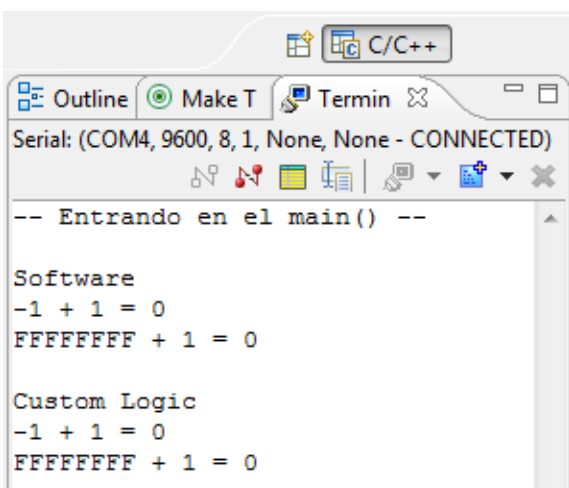 C/C++
Outline Make T Termin
Serial: (COM4, 9600, 8, 1, None, None - CONNECTED)
-- Entrando en el main() --
Software
-1 + 1 = 0
FFFFFFFF + 1 = 0
Custom Logic
-1 + 1 = 0
FFFFFFFF + 1 = 0